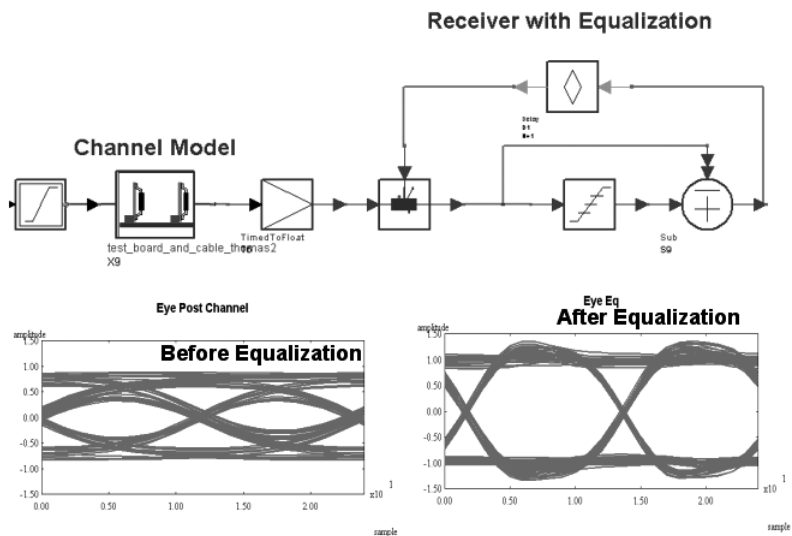 Receiver with Equalization
Delay
D1
N=1
Channel Model
test_board_and_cable_thomas2
X9
TimedToFloat
Sub
S9
Eye Post Channel
amplitude
Before Equalization
1.50
1.00
0.50
0.00
-0.50
-1.00
-1.50
0.00
1.00
2.00
x10
1
sample
Eye Eq
amplitude
After Equalization
1.50
1.00
0.50
0.00
-0.50
-1.00
-1.50
0.00
0.50
1.00
1.50
2.00
x10
1
sample